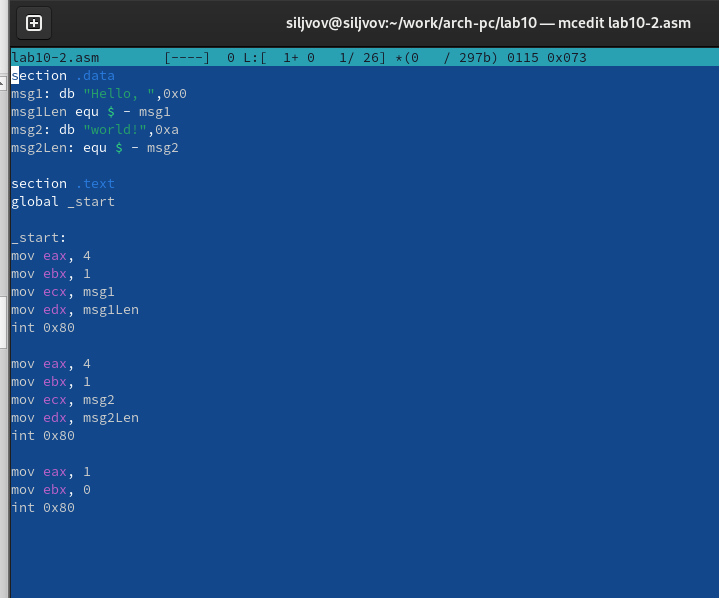 siljvov@siljvov:~/work/arch-pc/lab10 — mcedit lab10-2.asm
lab10-2.asm        [----]  0 L:[  1+ 0   1/ 26] *(0   / 297b) 0115 0x073
section .data
msg1: db "Hello, ",0x0
msg1Len equ $ - msg1
msg2: db "world!",0xa
msg2Len: equ $ - msg2

section .text
global _start

_start:
mov eax, 4
mov ebx, 1
mov ecx, msg1
mov edx, msg1Len
int 0x80

mov eax, 4
mov ebx, 1
mov ecx, msg2
mov edx, msg2Len
int 0x80

mov eax, 1
mov ebx, 0
int 0x80